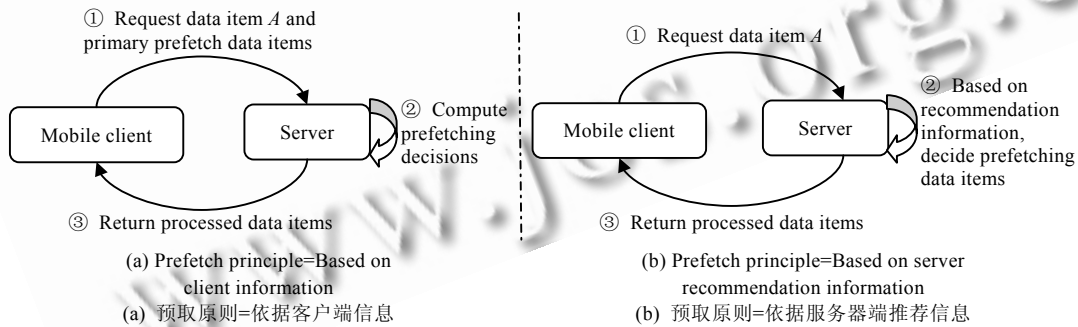 ① Request data item A and
primary prefetch data items
Mobile client
Server
② Compute
prefetching
decisions
③ Return processed data items
(a) Prefetch principle=Based on
client information
(a) 预取原则=依据客户端信息
① Request data item A
Mobile client
Server
② Based on
recommendation
information,
decide prefetching
data items
③ Return processed data items
(b) Prefetch principle=Based on server
recommendation information
(b) 预取原则=依据服务器端推荐信息